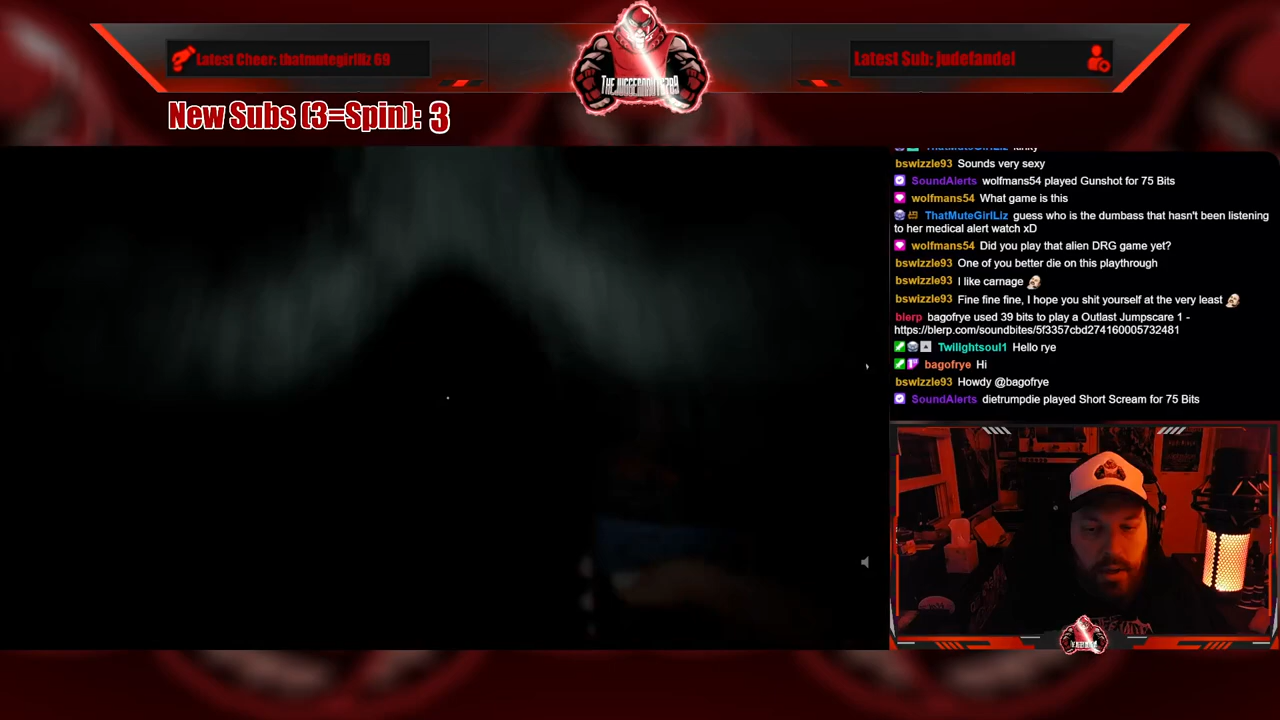 Latest Cheer: thatmutegirlliz 69
THEJUGGERNAUTS789
Latest Sub: judefandel
New Subs (3=Spin): 3
bswizzle93 Sounds very sexy
SoundAlerts wolfmans54 played Gunshot for 75 Bits
wolfmans54 What game is this
ThatMuteGirlLiz guess who is the dumbass that hasn't been listening
to her medical alert watch xD
wolfmans54 Did you play that alien DRG game yet?
bswizzle93 One of you better die on this playthrough
bswizzle93 I like carnage
bswizzle93 Fine fine fine, I hope you shit yourself at the very least
blerp bagofrye used 39 bits to play a Outlast Jumpscare 1 -
https://blerp.com/soundbites/5f3357cbd274160005732481
Twilightsoul1 Hello rye
bagofrye Hi
bswizzle93 Howdy @bagofrye
SoundAlerts dietrumpdie played Short Scream for 75 Bits